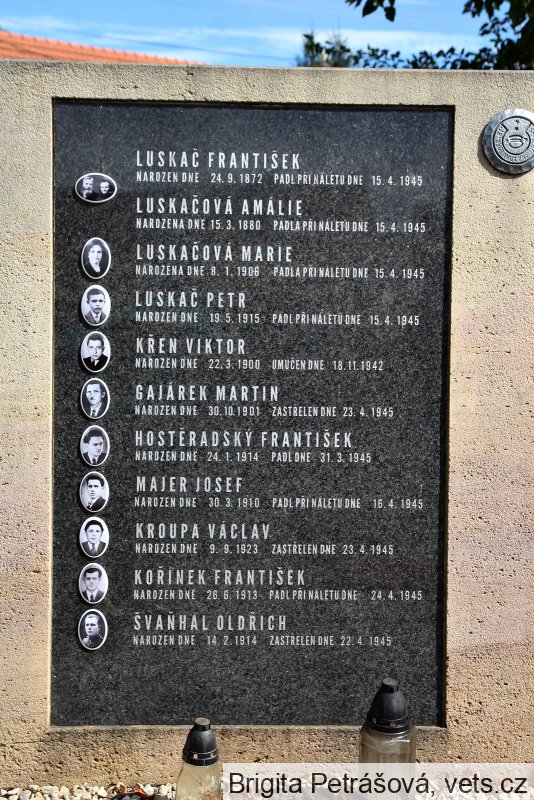 LUSKAČ FRANTIŠEK
NAROZEN DNE 24.9.1872 PADL PŘI NÁLETU DNE 15.4.1945
LUSKAČOVÁ AMÁLIE
NAROZENA DNE 15.3.1880 PADLA PŘI NÁLETU DNE 15.4.1945
LUSKAČOVÁ MARIE
NAROZENA DNE 8.1.1906 PADLA PŘI NÁLETU DNE 15.4.1945
LUSKAČ PETR
NAROZEN DNE 19.5.1915 PADL PŘI NÁLETU DNE 15.4.1945
KŘEN VIKTOR
NAROZEN DNE 22.3.1900 UMUČEN DNE 18.11.1942
GAJÁREK MARTIN
NAROZEN DNE 30.10.1901 ZASTŘELEN DNE 23.4.1945
HOSTĚRADSKÝ FRANTIŠEK
NAROZEN DNE 24.1.1914 PADL DNE 31.3.1945
MAJER JOSEF
NAROZEN DNE 30.3.1910 PADL PŘI NÁLETU DNE 16.4.1945
KROUPA VÁCLAV
NAROZEN DNE 9.9.1923 ZASTŘELEN DNE 23.4.1945
KOŘÍNEK FRANTIŠEK
NAROZEN DNE 26.6.1913 PADL PŘI NÁLETU DNE 24.4.1945
ŠVAŇHAL OLDŘICH
NAROZEN DNE 14.2.1914 ZASTŘELEN DNE 22.4.1945
Brigita Petrášová, vets.cz